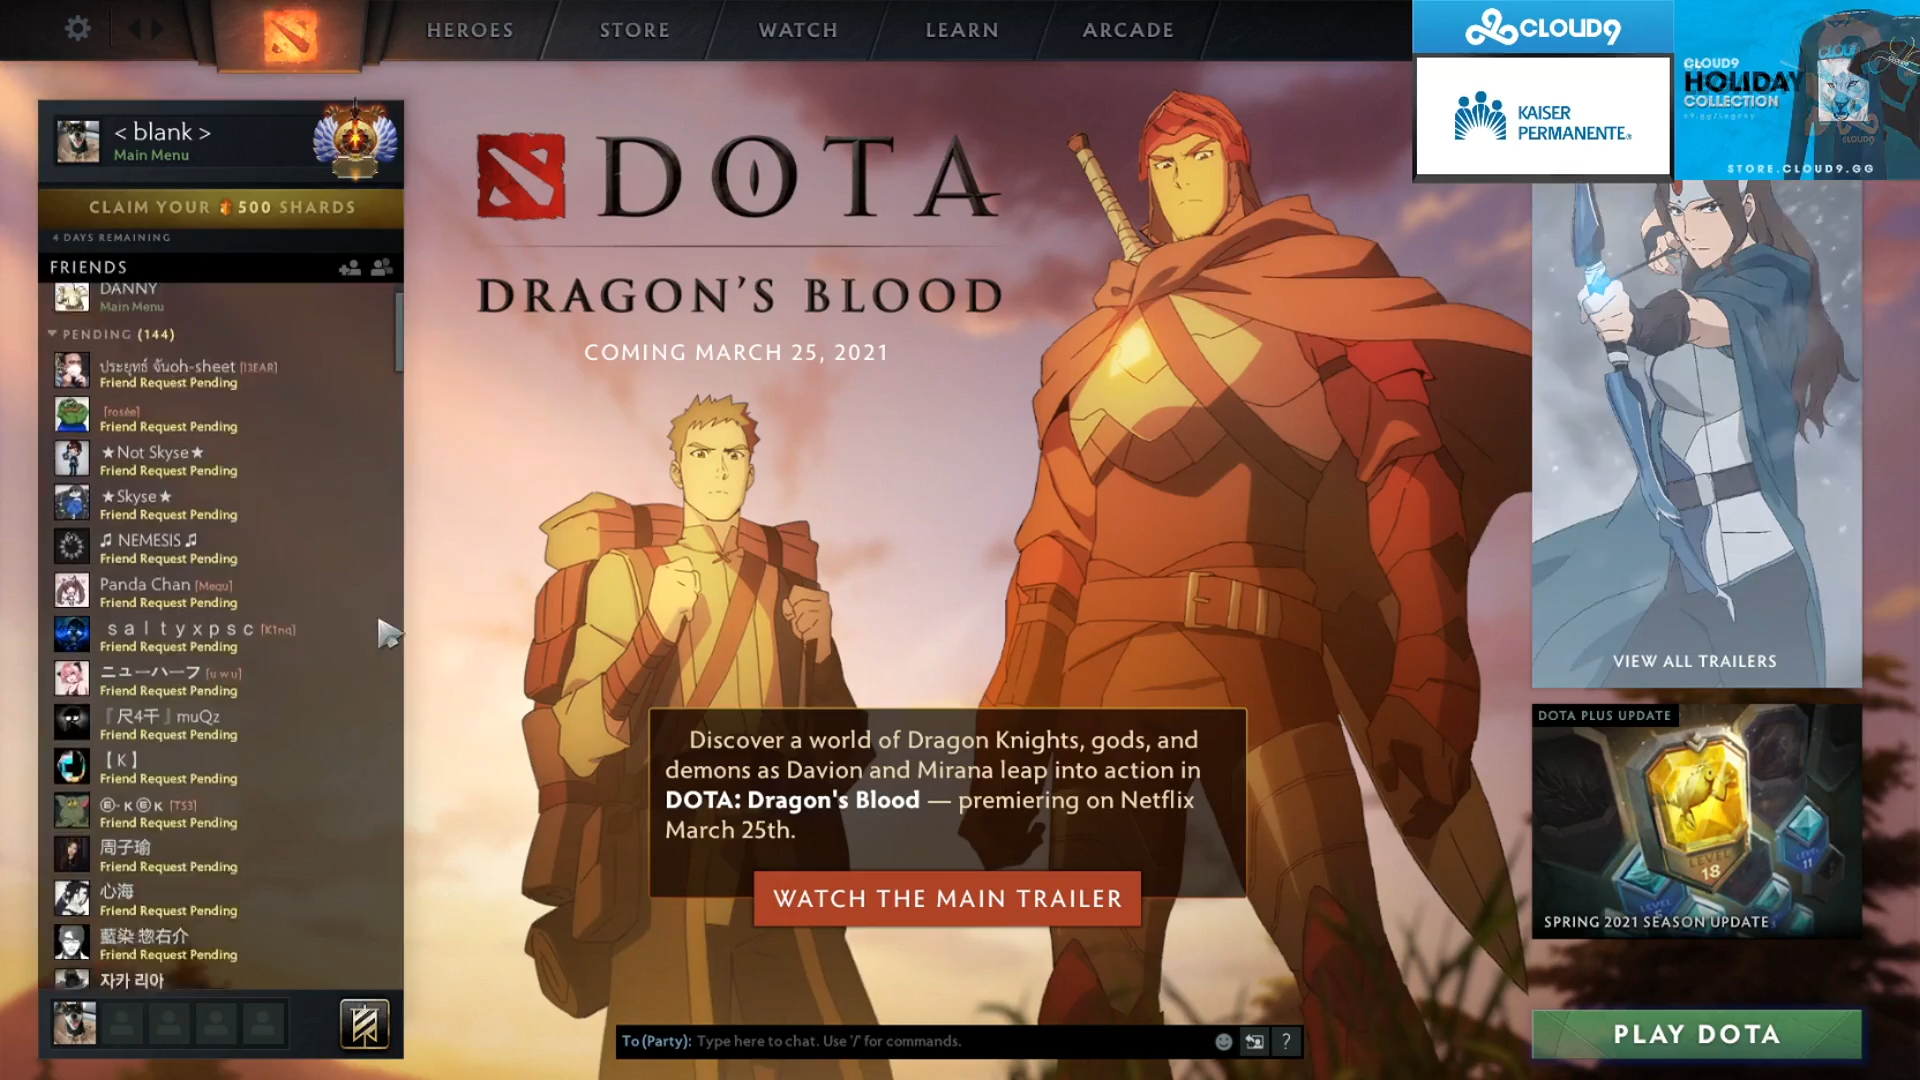 HEROES
STORE
WATCH
LEARN
ARCADE
CLOUD9
KAISER
PERMANENTE®
CLOUD9
HOLIDAY
COLLECTION
STORE.CLOUD9.GG
< blank >
Main Menu
CLAIM YOUR 500 SHARDS
4 DAYS REMAINING
FRIENDS
DANNY
Main Menu
PENDING (144)
ประยุทธ์ จันoh-sheet [13EAR]
Friend Request Pending
[rosée]
Friend Request Pending
★Not Skyse★
Friend Request Pending
★Skyse★
Friend Request Pending
♫ NEMESIS ♫
Friend Request Pending
Panda Chan [Megu]
Friend Request Pending
s a l t y x p s c [K1ng]
Friend Request Pending
ニューハーフ [u w u]
Friend Request Pending
『尺4干』muQz
Friend Request Pending
【 K 】
Friend Request Pending
Ⓔ- K Ⓔ K [TS3]
Friend Request Pending
周子瑜
Friend Request Pending
心海
Friend Request Pending
藍染 惣右介
Friend Request Pending
자카 리아
DOTA
DRAGON'S BLOOD
COMING MARCH 25, 2021
Discover a world of Dragon Knights, gods, and
demons as Davion and Mirana leap into action in
DOTA: Dragon's Blood — premiering on Netflix
March 25th.
WATCH THE MAIN TRAILER
To (Party): Type here to chat. Use '/' for commands.
?
VIEW ALL TRAILERS
DOTA PLUS UPDATE
LEVEL
18
LEVEL
11
LEVEL
SPRING 2021 SEASON UPDATE
PLAY DOTA